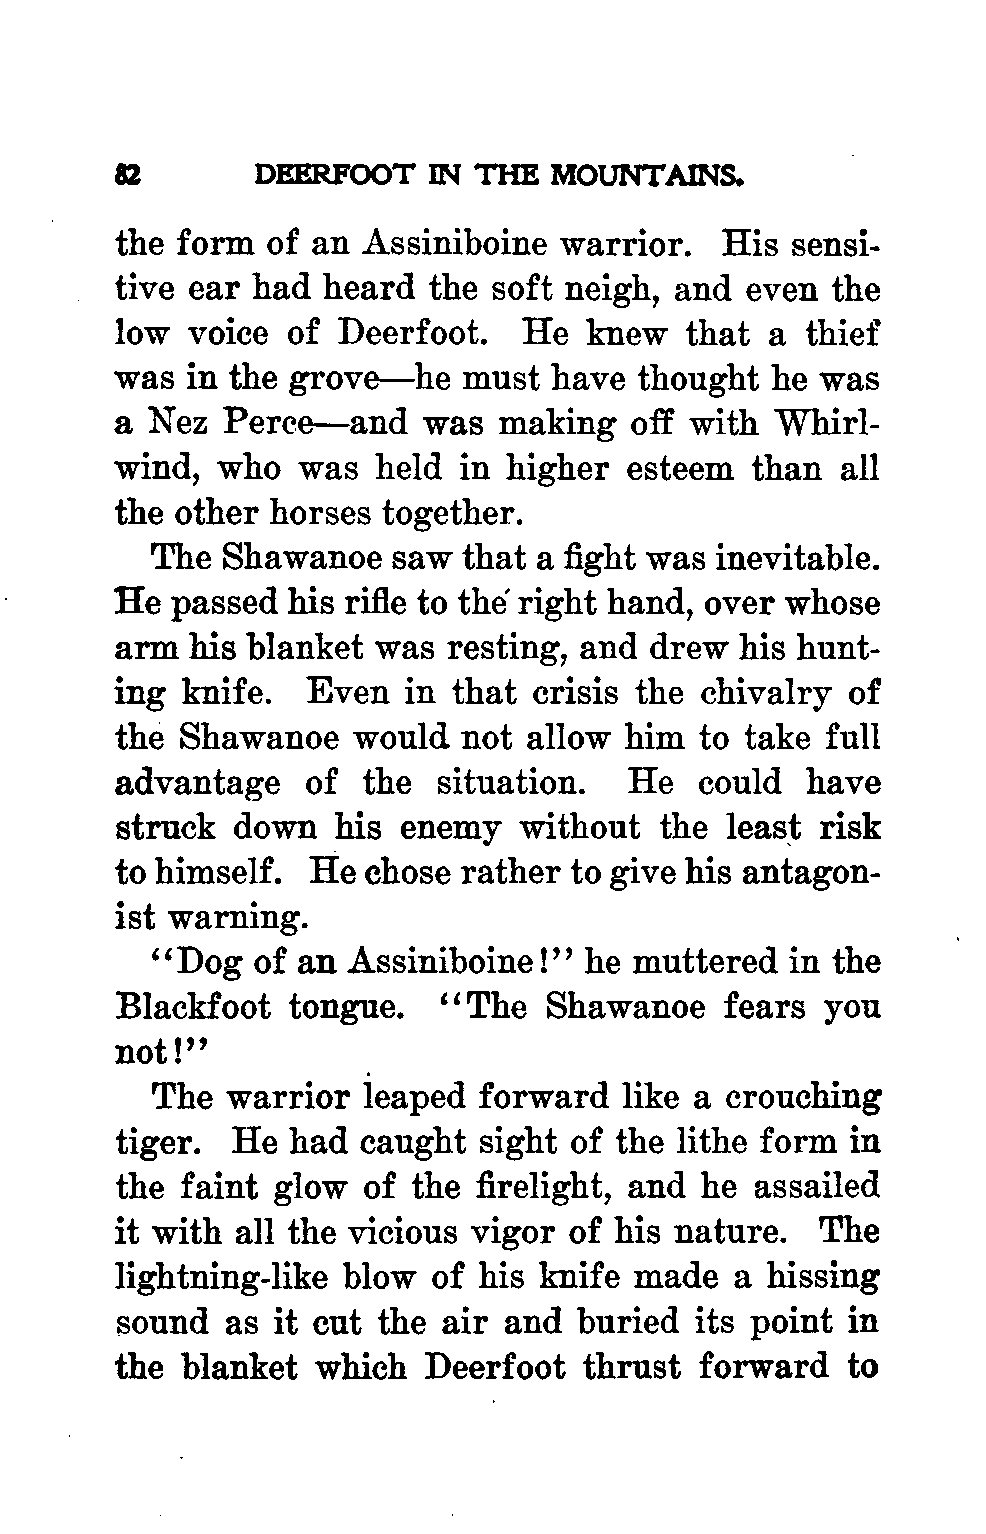 82 DEERFOOT IN THE MOUNTAINS.
the form of an Assiniboine warrior. His sensi-
tive ear had heard the soft neigh, and even the
low voice of Deerfoot. He knew that a thief
was in the grove—he must have thought he was
a Nez Perce—and was making off with Whirl-
wind, who was held in higher esteem than all
the other horses together.
The Shawanoe saw that a fight was inevitable.
He passed his rifle to the right hand, over whose
arm his blanket was resting, and drew his hunt-
ing knife. Even in that crisis the chivalry of
the Shawanoe would not allow him to take full
advantage of the situation. He could have
struck down his enemy without the least risk
to himself. He chose rather to give his antagon-
ist warning.
"Dog of an Assiniboine!" he muttered in the
Blackfoot tongue. "The Shawanoe fears you
not!"
The warrior leaped forward like a crouching
tiger. He had caught sight of the lithe form in
the faint glow of the firelight, and he assailed
it with all the vicious vigor of his nature. The
lightning-like blow of his knife made a hissing
sound as it cut the air and buried its point in
the blanket which Deerfoot thrust forward to